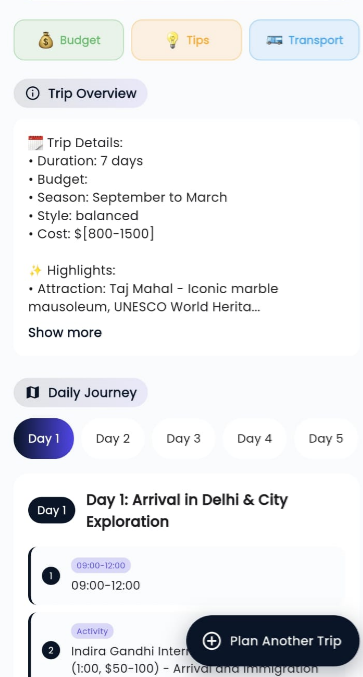 Budget
Tips
Transport
Trip Overview
Trip Details:
• Duration: 7 days
• Budget:
• Season: September to March
• Style: balanced
• Cost: $[800-1500]
Highlights:
• Attraction: Taj Mahal - Iconic marble
mausoleum, UNESCO World Herita...
Show more
Daily Journey
Day 1
Day 2
Day 3
Day 4
Day 5
Day 1
Day 1: Arrival in Delhi & City
Exploration
1
09:00-12:00
09:00-12:00
Activity
2
Indira Gandhi Intern
(1:00, $50-100) - Arrival and Immigration
Plan Another Trip